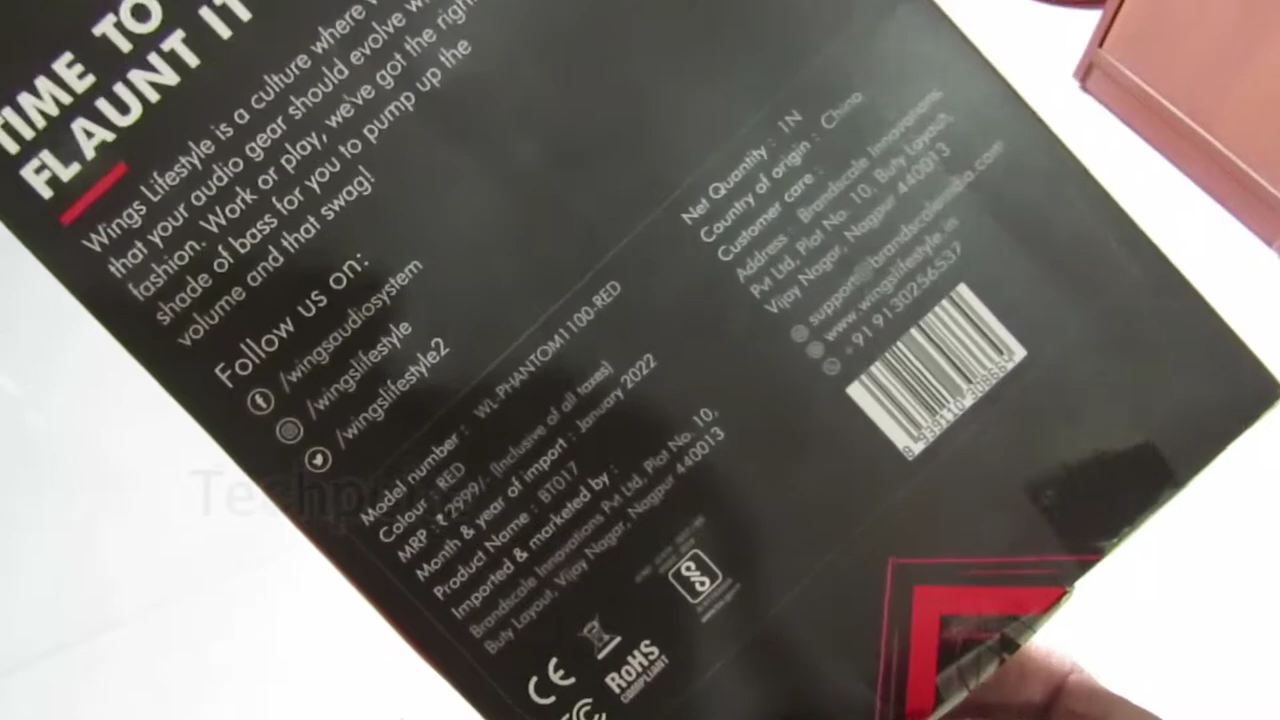 TIME TO
FLAUNT IT
Wings Lifestyle is a culture where
that your audio gear should evolve
fashion. Work or play, we've got the right
shade of bass for you to pump up the
volume and that swag!
Follow us on:
/wingsaudiosystem
/wingslifestyle
/wingslifestyle2
Model number : WL-PHANTOM1100-RED
Colour : RED
MRP : ₹2999/- (Inclusive of all taxes)
Month & year of import : January 2022
Product Name : BT017
Imported & marketed by :
Brandscale Innovations Pvt Ltd, Plot No. 10,
Buty Layout, Vijay Nagar, Nagpur 440013
CE
RoHS
COMPLIANT
Net Quantity : 1N
Country of origin : China
Customer care :
Address : Brandscale Innovations
Pvt Ltd, Plot No. 10, Buty Layout,
Vijay Nagar, Nagpur 440013
support@brandscaleindia.com
www.wingslifestyle.in
+91 9130256537